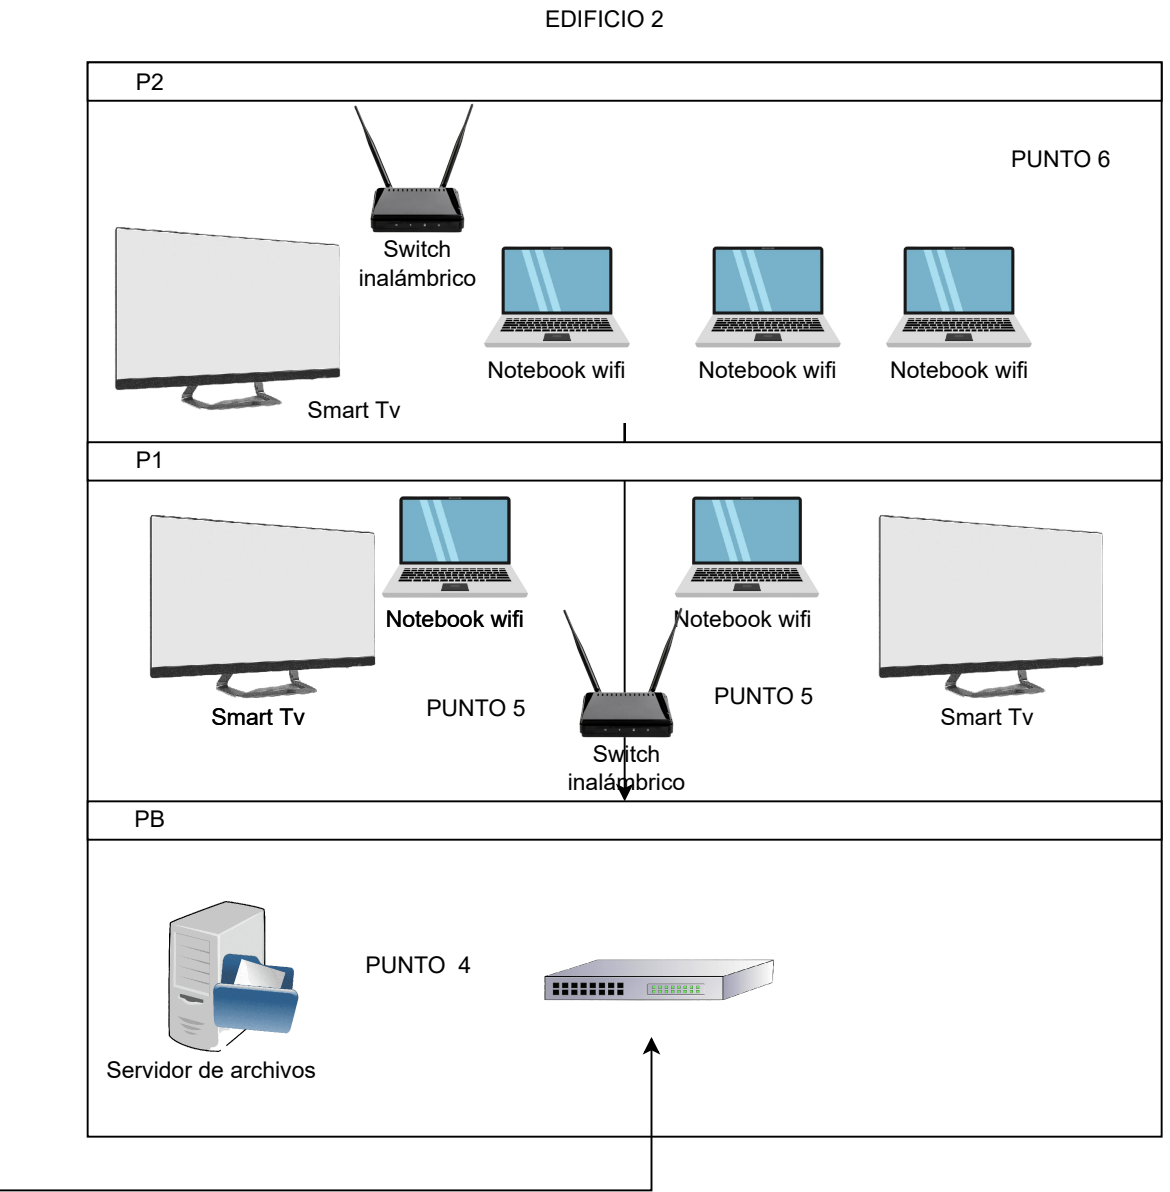 EDIFICIO 2
P2
PUNTO 6
Switch
inalámbrico
Notebook wifi
Notebook wifi
Notebook wifi
Smart Tv
P1
Notebook wifi
Notebook wifi
Smart Tv
PUNTO 5
PUNTO 5
Smart Tv
Switch
inalámbrico
PB
PUNTO 4
Servidor de archivos